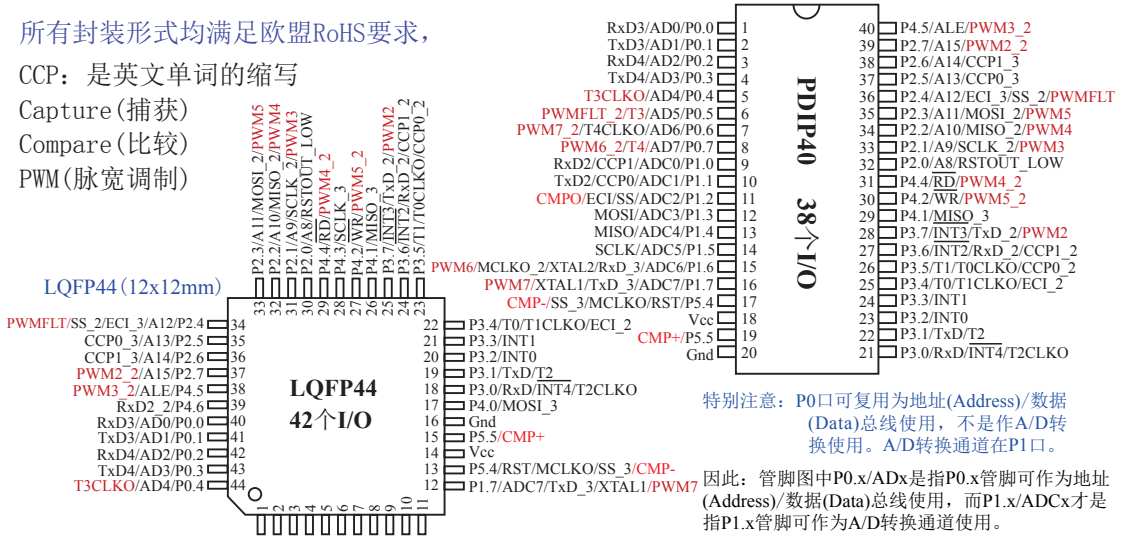 所有封装形式均满足欧盟RoHS要求，
CCP：是英文单词的缩写
Capture(捕获)
Compare(比较)
PWM(脉宽调制)
P2.3/A11/MOSI_2/PWM5
P2.2/A10/MISO_2/PWM4
P2.1/A9/SCLK_2/PWM3
P2.0/A8/RSTOUT_LOW
P4.4/RD/PWM4_2
P4.3/SCLK_3
P4.2/WR/PWM5_2
P4.1/MISO_3
P3.7/INT3/TxD_2/PWM2
P3.6/INT2/RxD_2/CCP1_2
P3.5/T1/T0CLKO/CCP0_2
LQFP44(12x12mm)
33 32 31 30 29 28 27 26 25 24 23
PWMFLT/SS_2/ECI_3/A12/P2.4 34
CCP0_3/A13/P2.5 35
CCP1_3/A14/P2.6 36
PWM2_2/A15/P2.7 37
PWM3_2/ALE/P4.5 38
RxD2_2/P4.6 39
RxD3/AD0/P0.0 40
TxD3/AD1/P0.1 41
RxD4/AD2/P0.2 42
TxD4/AD3/P0.3 43
T3CLKO/AD4/P0.4 44
LQFP44
42个I/O
22 P3.4/T0/T1CLKO/ECI_2
21 P3.3/INT1
20 P3.2/INT0
19 P3.1/TxD/T2
18 P3.0/RxD/INT4/T2CLKO
17 P4.0/MOSI_3
16 Gnd
15 P5.5/CMP+
14 Vcc
13 P5.4/RST/MCLKO/SS_3/CMP-
12 P1.7/ADC7/TxD_3/XTAL1/PWM7
1 2 3 4 5 6 7 8 9 10 11
RxD3/AD0/P0.0 1
TxD3/AD1/P0.1 2
RxD4/AD2/P0.2 3
TxD4/AD3/P0.3 4
T3CLKO/AD4/P0.4 5
PWMFLT_2/T3/AD5/P0.5 6
PWM7_2/T4CLKO/AD6/P0.6 7
PWM6_2/T4/AD7/P0.7 8
RxD2/CCP1/ADC0/P1.0 9
TxD2/CCP0/ADC1/P1.1 10
CMPO/ECI/SS/ADC2/P1.2 11
MOSI/ADC3/P1.3 12
MISO/ADC4/P1.4 13
SCLK/ADC5/P1.5 14
PWM6/MCLKO_2/XTAL2/RxD_3/ADC6/P1.6 15
PWM7/XTAL1/TxD_3/ADC7/P1.7 16
CMP-/SS_3/MCLKO/RST/P5.4 17
Vcc 18
CMP+/P5.5 19
Gnd 20
PDIP40 38个I/O
40 P4.5/ALE/PWM3_2
39 P2.7/A15/PWM2_2
38 P2.6/A14/CCP1_3
37 P2.5/A13/CCP0_3
36 P2.4/A12/ECI_3/SS_2/PWMFLT
35 P2.3/A11/MOSI_2/PWM5
34 P2.2/A10/MISO_2/PWM4
33 P2.1/A9/SCLK_2/PWM3
32 P2.0/A8/RSTOUT_LOW
31 P4.4/RD/PWM4_2
30 P4.2/WR/PWM5_2
29 P4.1/MISO_3
28 P3.7/INT3/TxD_2/PWM2
27 P3.6/INT2/RxD_2/CCP1_2
26 P3.5/T1/T0CLKO/CCP0_2
25 P3.4/T0/T1CLKO/ECI_2
24 P3.3/INT1
23 P3.2/INT0
22 P3.1/TxD/T2
21 P3.0/RxD/INT4/T2CLKO
特别注意：P0口可复用为地址(Address)/数据
(Data)总线使用，不是作A/D转
换使用。A/D转换通道在P1口。
因此：管脚图中P0.x/ADx是指P0.x管脚可作为地址
(Address)/数据(Data)总线使用，而P1.x/ADCx才是
指P1.x管脚可作为A/D转换通道使用。